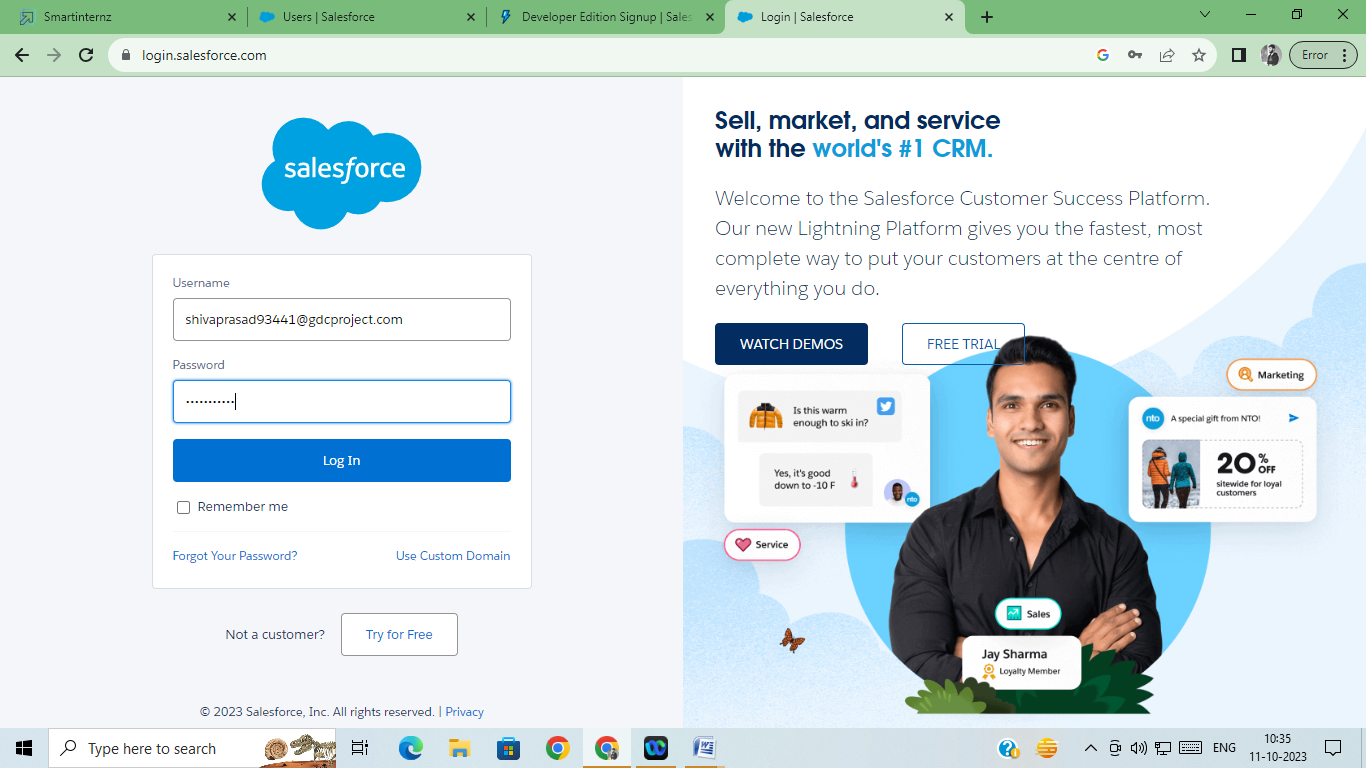 Smartinternz
Users | Salesforce
Developer Edition Signup | Sales
Login | Salesforce
login.salesforce.com
Error
salesforce
Username
shivaprasad93441@gdcproject.com
Password
Log In
Remember me
Forgot Your Password?
Use Custom Domain
Not a customer?
Try for Free
© 2023 Salesforce, Inc. All rights reserved. | Privacy
Sell, market, and service
with the world's #1 CRM.
Welcome to the Salesforce Customer Success Platform.
Our new Lightning Platform gives you the fastest, most
complete way to put your customers at the centre of
everything you do.
WATCH DEMOS
FREE TRIAL
Is this warm
enough to ski in?
Yes, it's good
down to -10 F
nto
Service
Marketing
nto
A special gift from NTO!
20% OFF
sitewide for loyal
customers
Sales
Jay Sharma
Loyalty Member
Type here to search
ENG
10:35
11-10-2023